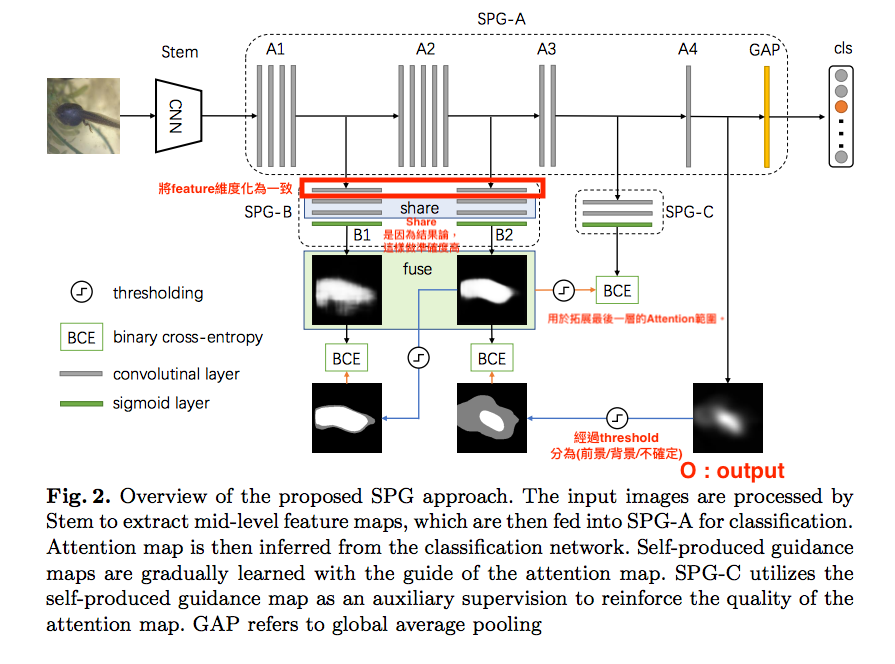 SPG-A
Stem
A1
A2
A3
A4
GAP
cls
CNN
將feature維度化為一致
SPG-B
share
SPG-C
Share
是因為結果論，
這樣做準確度高
B1
B2
fuse
thresholding
BCE
用於拓展最後一層的Attention範圍。
BCE
binary cross-entropy
BCE
BCE
convolutinal layer
sigmoid layer
經過threshold
分為(前景/背景/不確定)
O : output
Fig. 2. Overview of the proposed SPG approach. The input images are processed by
Stem to extract mid-level feature maps, which are then fed into SPG-A for classification.
Attention map is then inferred from the classification network. Self-produced guidance
maps are gradually learned with the guide of the attention map. SPG-C utilizes the
self-produced guidance map as an auxiliary supervision to reinforce the quality of the
attention map. GAP refers to global average pooling